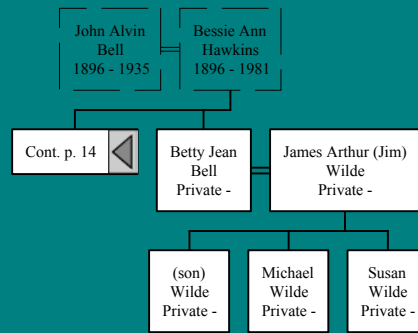 John Alvin
Bell
1896 - 1935
Bessie Ann
Hawkins
1896 - 1981
Cont. p. 14
Betty Jean
Bell
Private -
James Arthur (Jim)
Wilde
Private -
(son)
Wilde
Private -
Michael
Wilde
Private -
Susan
Wilde
Private -